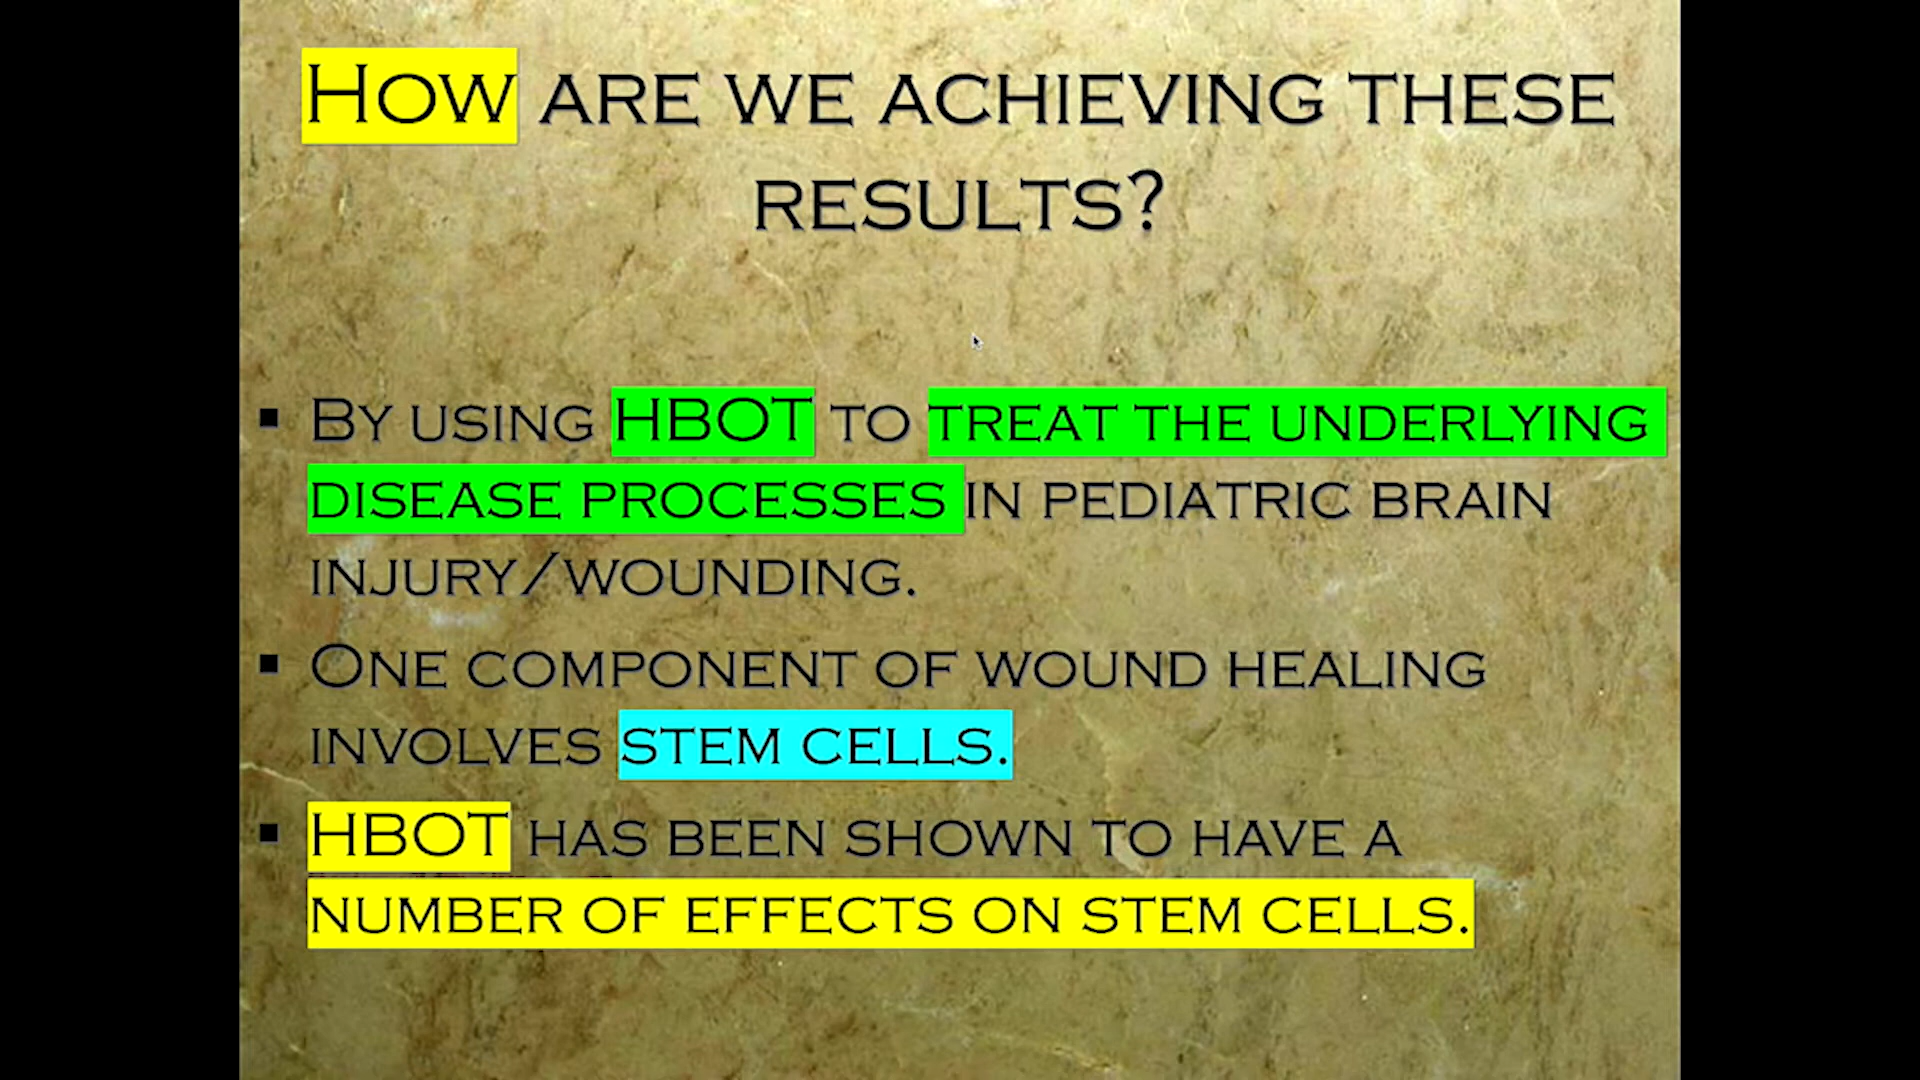 How are we achieving these
results?
▪ By using HBOT to treat the underlying
disease processes in pediatric brain
injury/wounding.
▪ One component of wound healing
involves stem cells.
▪ HBOT has been shown to have a
number of effects on stem cells.